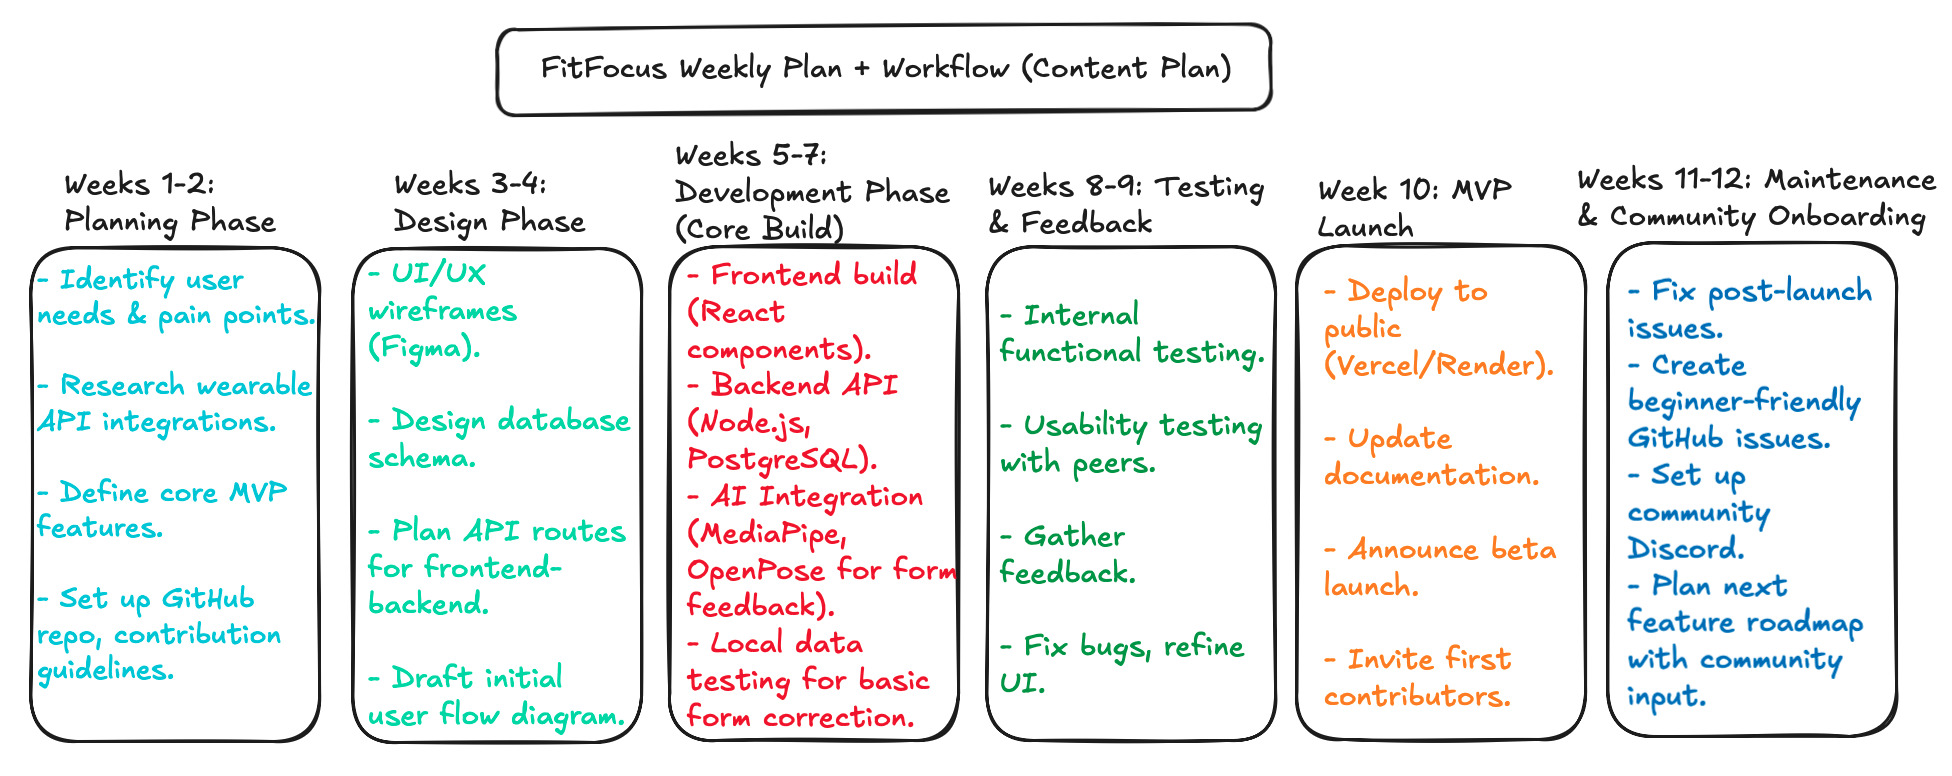 FitFocus Weekly Plan + Workflow (Content Plan)
Weeks 1-2:
Planning Phase
- Identify user
needs & pain points.
- Research wearable
API integrations.
- Define core MVP
features.
- Set up GitHub
repo, contribution
guidelines.
Weeks 3-4:
Design Phase
- UI/UX
wireframes
(Figma).
- Design database
schema.
- Plan API routes
for frontend-
backend.
- Draft initial
user flow diagram.
Weeks 5-7:
Development Phase
(Core Build)
- Frontend build
(React
components).
- Backend API
(Node.js,
PostgreSQL).
- AI Integration
(MediaPipe,
OpenPose for form
feedback).
- Local data
testing for basic
form correction.
Weeks 8-9: Testing
& Feedback
- Internal
functional testing.
- Usability testing
with peers.
- Gather
feedback.
- Fix bugs, refine
UI.
Week 10: MVP
Launch
- Deploy to
public
(Vercel/Render).
- Update
documentation.
- Announce beta
launch.
- Invite first
contributors.
Weeks 11-12: Maintenance
& Community Onboarding
- Fix post-launch
issues.
- Create
beginner-friendly
GitHub issues.
- Set up
community
Discord.
- Plan next
feature roadmap
with community
input.